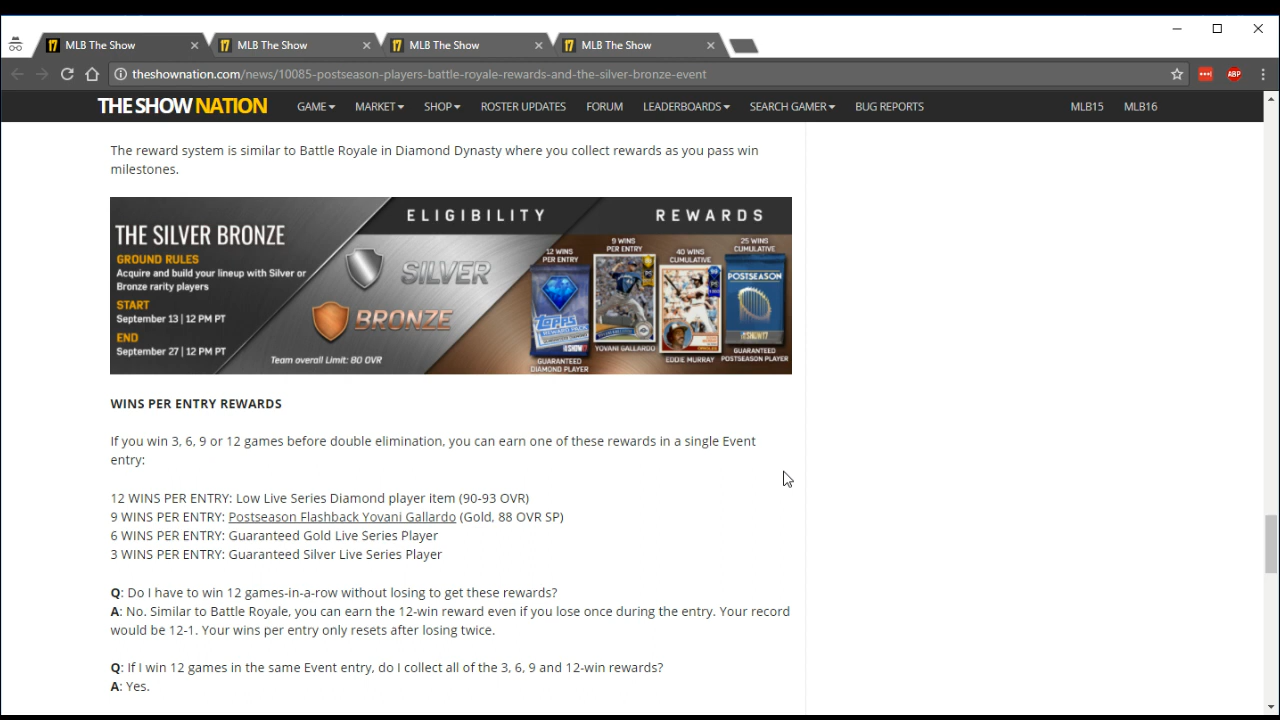 MLB The Show
MLB The Show
MLB The Show
MLB The Show
theshownation.com/news/10085-postseason-players-battle-royale-rewards-and-the-silver-bronze-event
ABP
THE SHOW NATION GAME MARKET SHOP ROSTER UPDATES FORUM LEADERBOARDS SEARCH GAMER BUG REPORTS MLB15 MLB16
The reward system is similar to Battle Royale in Diamond Dynasty where you collect rewards as you pass win
milestones.
THE SILVER BRONZE
GROUND RULES
Acquire and build your lineup with Silver or
Bronze rarity players
START
September 13 | 12 PM PT
END
September 27 | 12 PM PT
ELIGIBILITY
SILVER
BRONZE
Team overall Limit: 80 OVR
REWARDS
12 WINS
PER ENTRY
TOPPS
GUARANTEED
DIAMOND PLAYER
9 WINS
PER ENTRY
YOVANI GALLARDO
40 WINS
CUMULATIVE
EDDIE MURRAY
25 WINS
CUMULATIVE
POSTSEASON
GUARANTEED
POSTSEASON PLAYER
WINS PER ENTRY REWARDS
If you win 3, 6, 9 or 12 games before double elimination, you can earn one of these rewards in a single Event
entry:
12 WINS PER ENTRY: Low Live Series Diamond player item (90-93 OVR)
9 WINS PER ENTRY: Postseason Flashback Yovani Gallardo (Gold, 88 OVR SP)
6 WINS PER ENTRY: Guaranteed Gold Live Series Player
3 WINS PER ENTRY: Guaranteed Silver Live Series Player
Q: Do I have to win 12 games-in-a-row without losing to get these rewards?
A: No. Similar to Battle Royale, you can earn the 12-win reward even if you lose once during the entry. Your record
would be 12-1. Your wins per entry only resets after losing twice.
Q: If I win 12 games in the same Event entry, do I collect all of the 3, 6, 9 and 12-win rewards?
A: Yes.